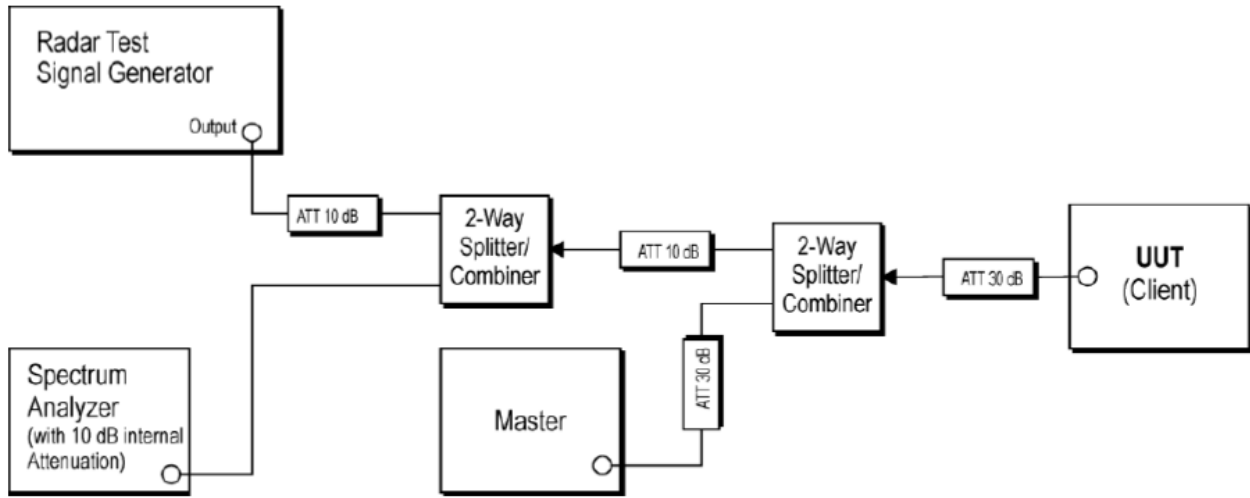 Radar Test
Signal Generator
Output
ATT 10 dB
2-Way
Splitter/
Combiner
ATT 10 dB
2-Way
Splitter/
Combiner
ATT 30 dB
UUT
(Client)
Spectrum
Analyzer
(with 10 dB internal
Attenuation)
Master
ATT 30 dB